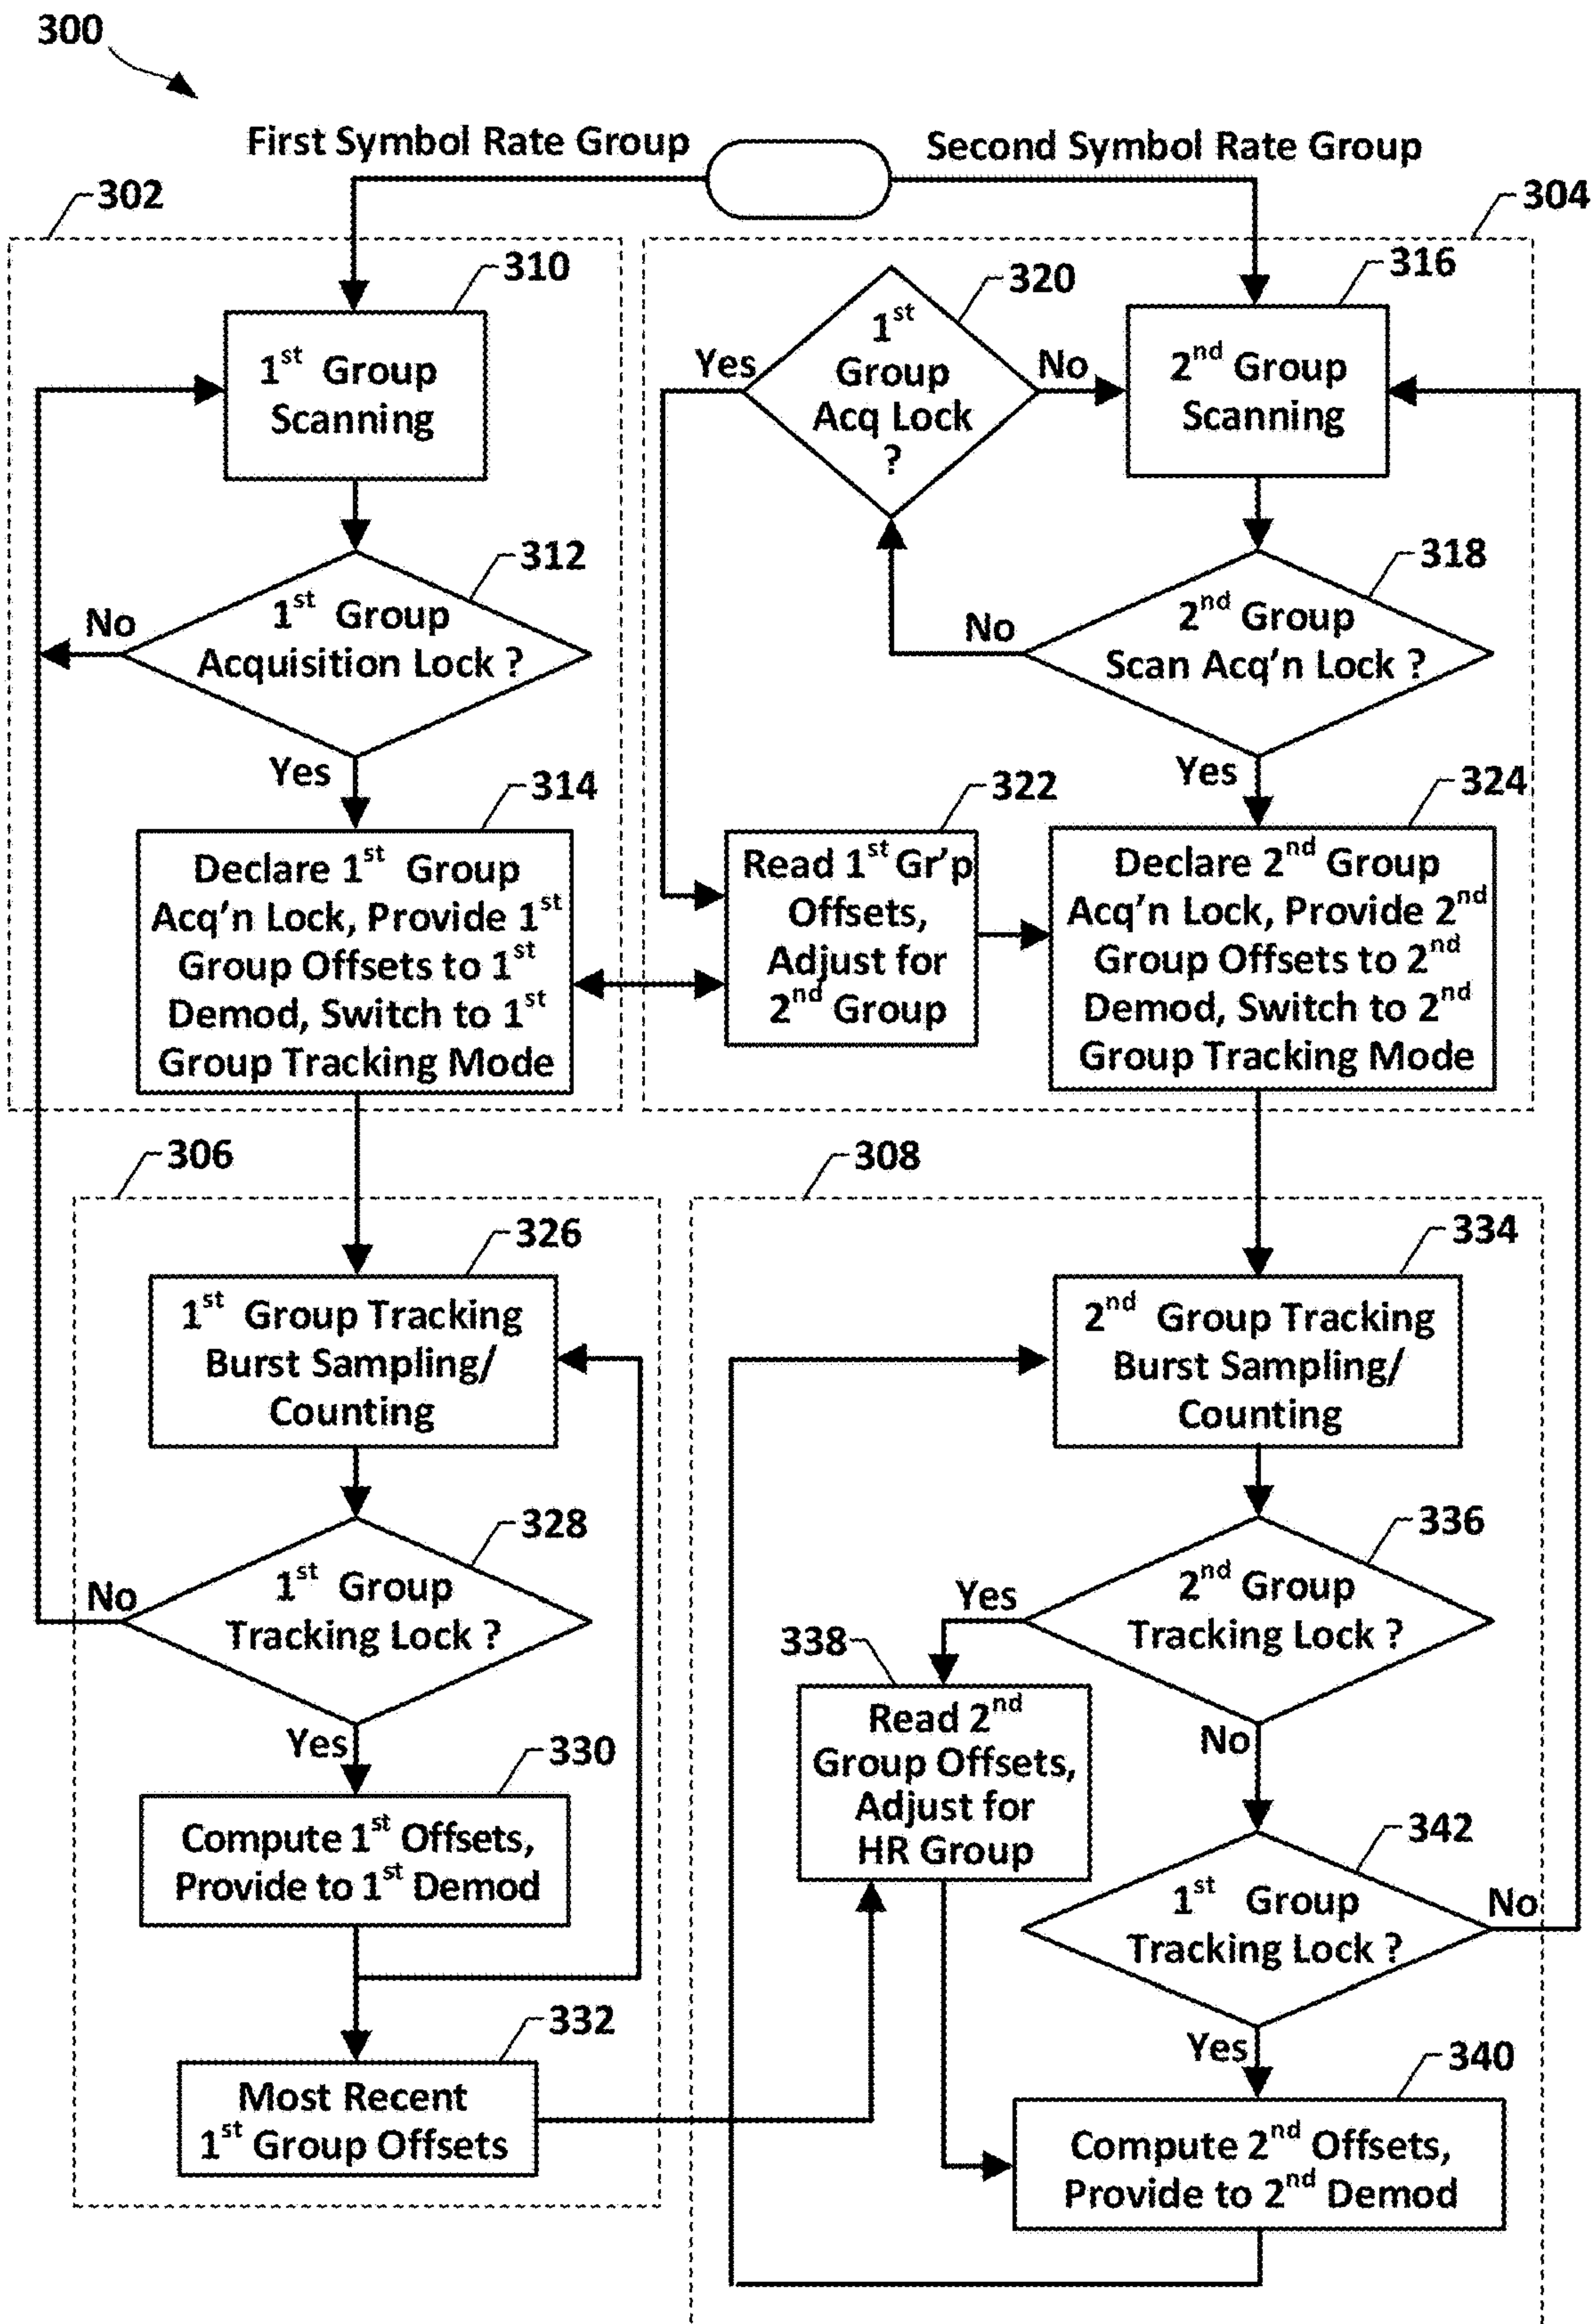 300
First Symbol Rate Group
Second Symbol Rate Group
302
304
310
1st Group
Scanning
312
1st Group
Acquisition Lock ?
No
Yes
314
Declare 1st Group
Acq'n Lock, Provide 1st
Group Offsets to 1st
Demod, Switch to 1st
Group Tracking Mode
320
1st
Group
Acq Lock
?
Yes
No
316
2nd Group
Scanning
318
2nd Group
Scan Acq'n Lock ?
No
Yes
322
Read 1st Gr'p
Offsets,
Adjust for
2nd Group
324
Declare 2nd Group
Acq'n Lock, Provide 2nd
Group Offsets to 2nd
Demod, Switch to 2nd
Group Tracking Mode
306
326
1st Group Tracking
Burst Sampling/
Counting
328
1st Group
Tracking Lock ?
No
Yes
330
Compute 1st Offsets,
Provide to 1st Demod
332
Most Recent
1st Group Offsets
308
334
2nd Group Tracking
Burst Sampling/
Counting
336
2nd Group
Tracking Lock ?
Yes
No
338
Read 2nd
Group Offsets,
Adjust for
HR Group
342
1st Group
Tracking Lock ?
No
Yes
340
Compute 2nd Offsets,
Provide to 2nd Demod